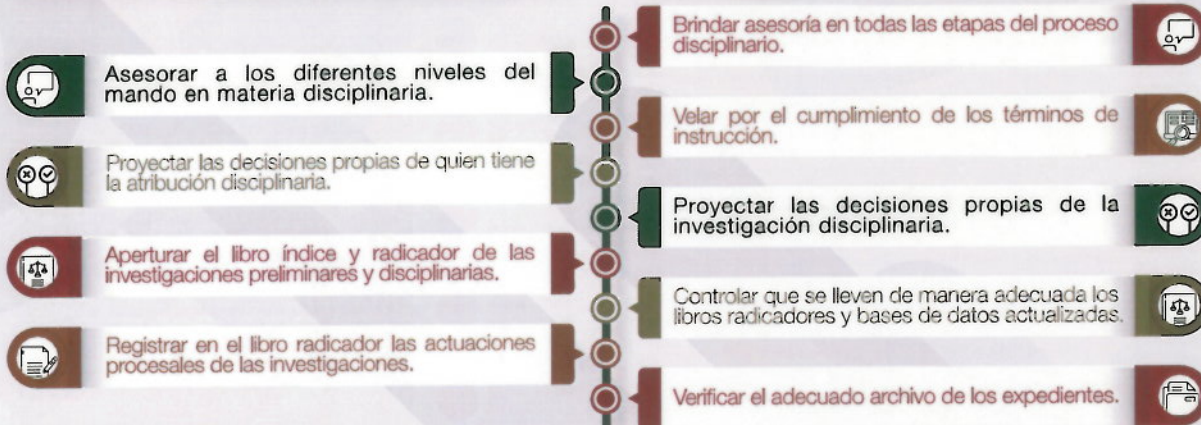 Brindar asesoría en todas las etapas del proceso
disciplinario.
Asesorar a los diferentes niveles del
mando en materia disciplinaria.
Velar por el cumplimiento de los términos de
instrucción.
Proyectar las decisiones propias de quien tiene
la atribución disciplinaria.
Proyectar las decisiones propias de la
investigación disciplinaria.
Aperturar el libro índice y radicador de las
investigaciones preliminares y disciplinarias.
Controlar que se lleven de manera adecuada los
libros radicadores y bases de datos actualizadas.
Registrar en el libro radicador las actuaciones
procesales de las investigaciones.
Verificar el adecuado archivo de los expedientes.